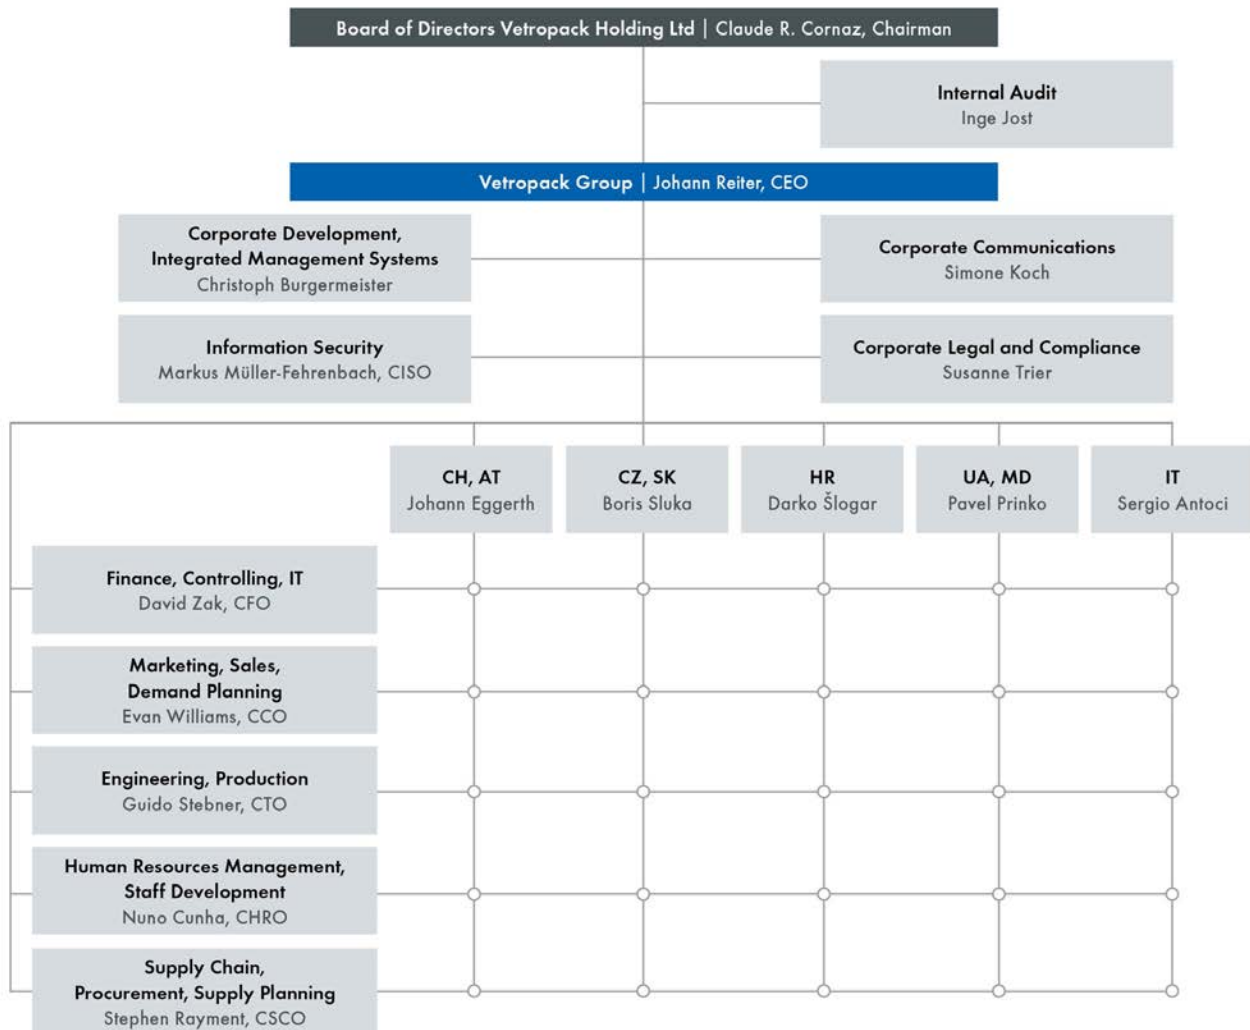 Board of Directors Vetropack Holding Ltd | Claude R. Cornaz, Chairman
Internal Audit
Inge Jost
Vetropack Group | Johann Reiter, CEO
Corporate Development,
Integrated Management Systems
Christoph Burgermeister
Corporate Communications
Simone Koch
Information Security
Markus Müller-Fehrenbach, CISO
Corporate Legal and Compliance
Susanne Trier
CH, AT
Johann Eggerth
CZ, SK
Boris Sluka
HR
Darko Šlogar
UA, MD
Pavel Prinko
IT
Sergio Antoci
Finance, Controlling, IT
David Zak, CFO
Marketing, Sales,
Demand Planning
Evan Williams, CCO
Engineering, Production
Guido Stebner, CTO
Human Resources Management,
Staff Development
Nuno Cunha, CHRO
Supply Chain,
Procurement, Supply Planning
Stephen Rayment, CSCO